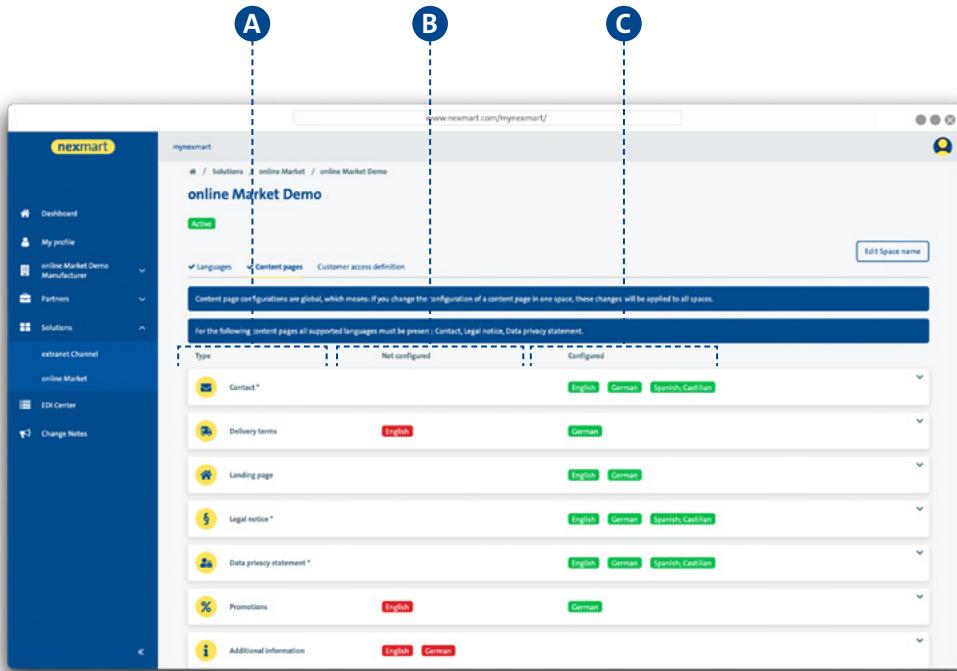 A B C
www.nexmart.com/mynexmart/
nexmart
mynexmart
/ Solutions / online Market / online Market Demo
online Market Demo
Active
Edit Space name
Languages Content pages Customer access definition
Content page configurations are global, which means: If you change the configuration of a content page in one space, these changes will be applied to all spaces.
For the following content pages all supported languages must be present: Contact, Legal notice, Data privacy statement.
Dashboard
My profile
online Market Demo
Manufacturer
Partners
Solutions
extranet Channel
online Market
EDI Center
Change Notes
«
Type Not configured Configured
Contact * English German Spanish; Castilian
Delivery terms English German
Landing page English German
§ Legal notice * English German Spanish; Castilian
Data privacy statement * English German Spanish; Castilian
% Promotions English German
i Additional information English German